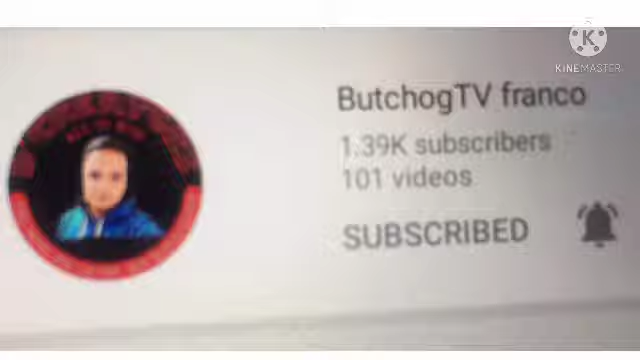 K
KINEMASTER
ButchogTV franco
1.39K subscribers
101 videos
SUBSCRIBED